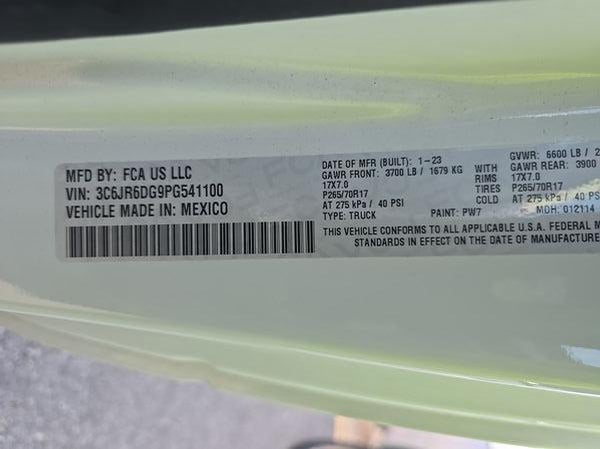 MFD BY: FCA US LLC
VIN: 3C6JR6DG9PG541100
VEHICLE MADE IN: MEXICO
DATE OF MFR (BUILT): 1-23
GAWR FRONT: 3700 LB / 1679 KG
17X7.0
P265/70R17
AT 275 kPa / 40 PSI
TYPE: TRUCK
PAINT: PW7
WITH
RIMS
TIRES
COLD
GVWR: 6600 LB / 2
GAWR REAR: 3900
17X7.0
P265/70R17
AT 275 kPa / 40 PSI
MDH: 012114
THIS VEHICLE CONFORMS TO ALL APPLICABLE U.S.A. FEDERAL M
STANDARDS IN EFFECT ON THE DATE OF MANUFACTURE